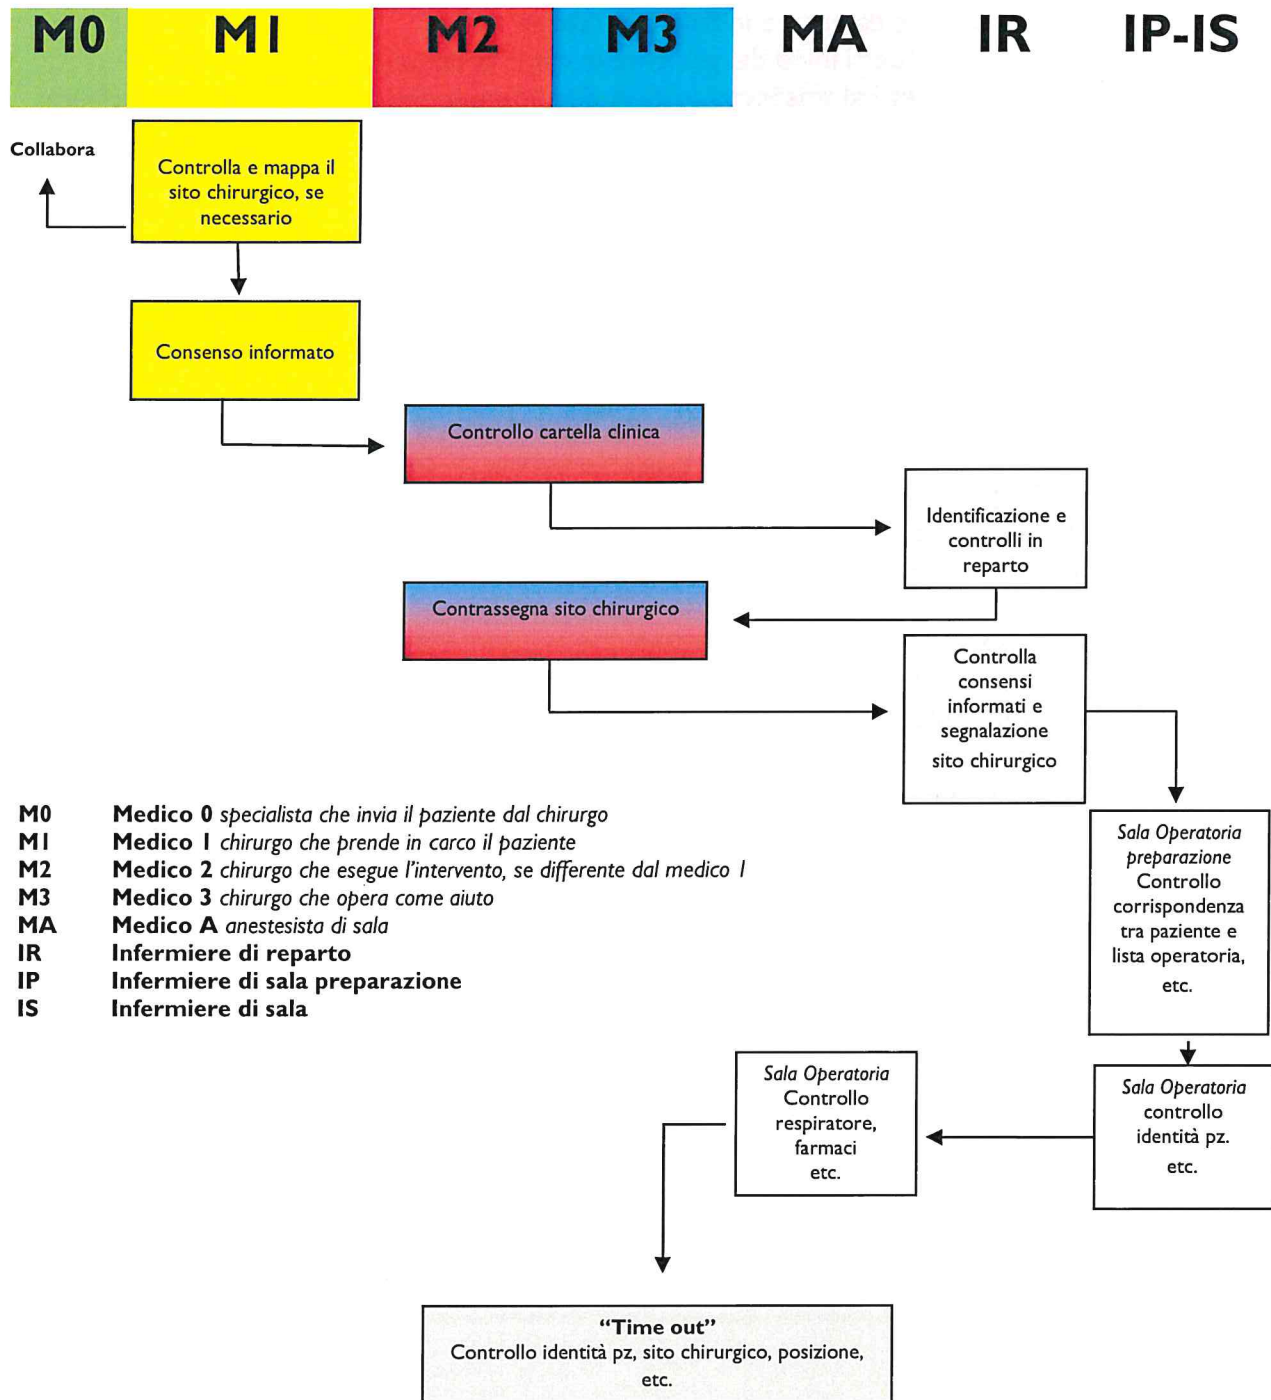 M0 M1 M2 M3 MA IR IP-IS
Collabora
Controlla e mappa il
sito chirurgico, se
necessario
Consenso informato
Controllo cartella clinica
Identificazione e
controlli in
reparto
Contrassegna sito chirurgico
Controlla
consensi
informati e
segnalazione
sito chirurgico
M0 Medico 0 specialista che invia il paziente dal chirurgo
M1 Medico 1 chirurgo che prende in carco il paziente
M2 Medico 2 chirurgo che esegue l'intervento, se differente dal medico 1
M3 Medico 3 chirurgo che opera come aiuto
MA Medico A anestesista di sala
IR Infermiere di reparto
IP Infermiere di sala preparazione
IS Infermiere di sala
Sala Operatoria
preparazione
Controllo
corrispondenza
tra paziente e
lista operatoria,
etc.
Sala Operatoria
controllo
identità pz.
etc.
Sala Operatoria
Controllo
respiratore,
farmaci
etc.
“Time out”
Controllo identità pz, sito chirurgico, posizione,
etc.